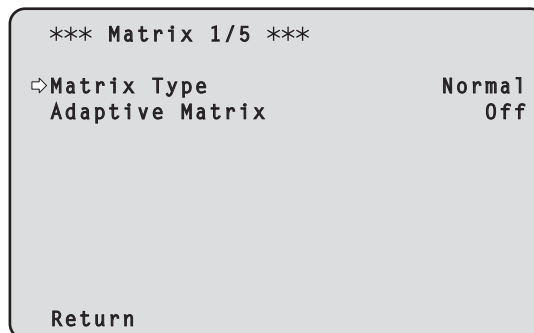 *** Matrix 1/5 ***
⇨Matrix Type Normal
Adaptive Matrix Off
Return